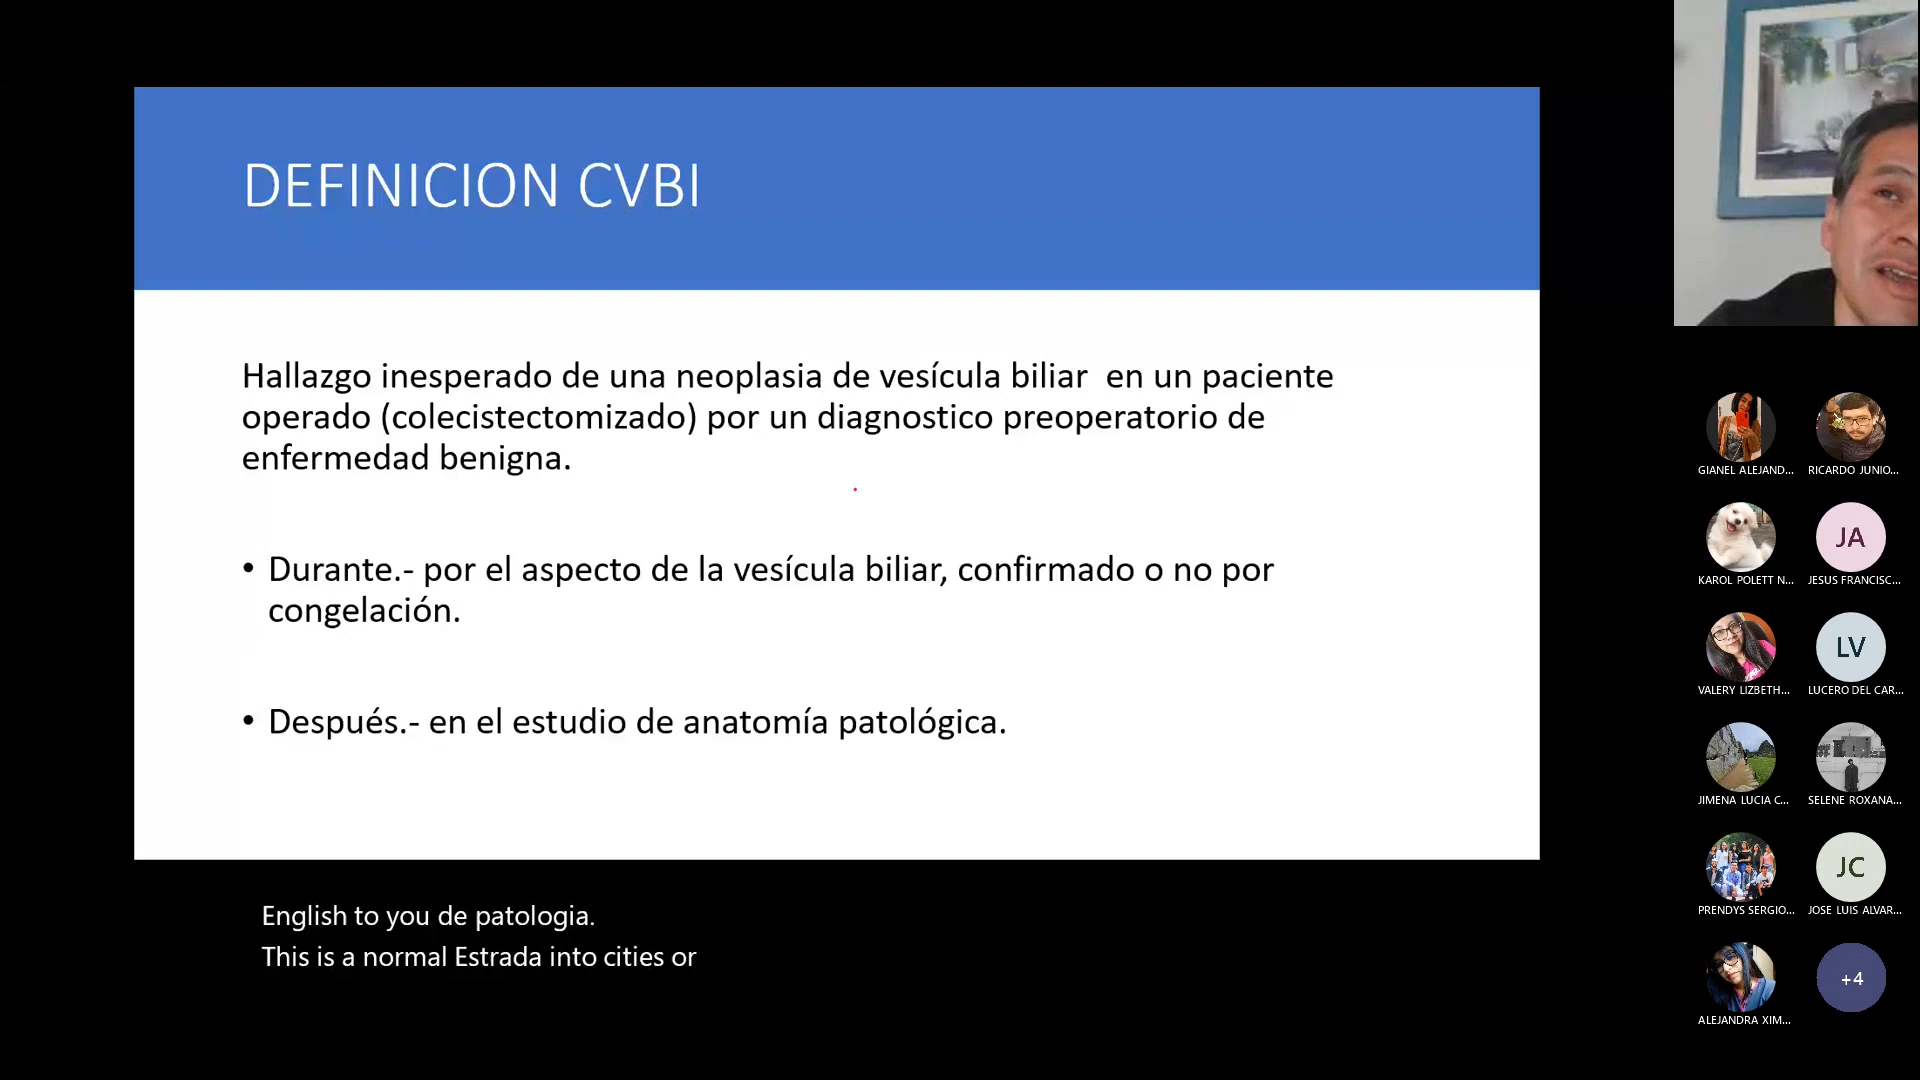 DEFINICION CVBI
Hallazgo inesperado de una neoplasia de vesícula biliar en un paciente
operado (colecistectomizado) por un diagnostico preoperatorio de
enfermedad benigna.
• Durante.- por el aspecto de la vesícula biliar, confirmado o no por
congelación.
• Después.- en el estudio de anatomía patológica.
English to you de patologia.
This is a normal Estrada into cities or
GIANEL ALEJAND...
RICARDO JUNIO...
JA
KAROL POLETT N...
JESUS FRANCISC...
LV
VALERY LIZBETH...
LUCERO DEL CAR...
JIMENA LUCIA C...
SELENE ROXANA...
JC
PRENDYS SERGIO...
JOSE LUIS ALVAR...
+4
ALEJANDRA XIM...